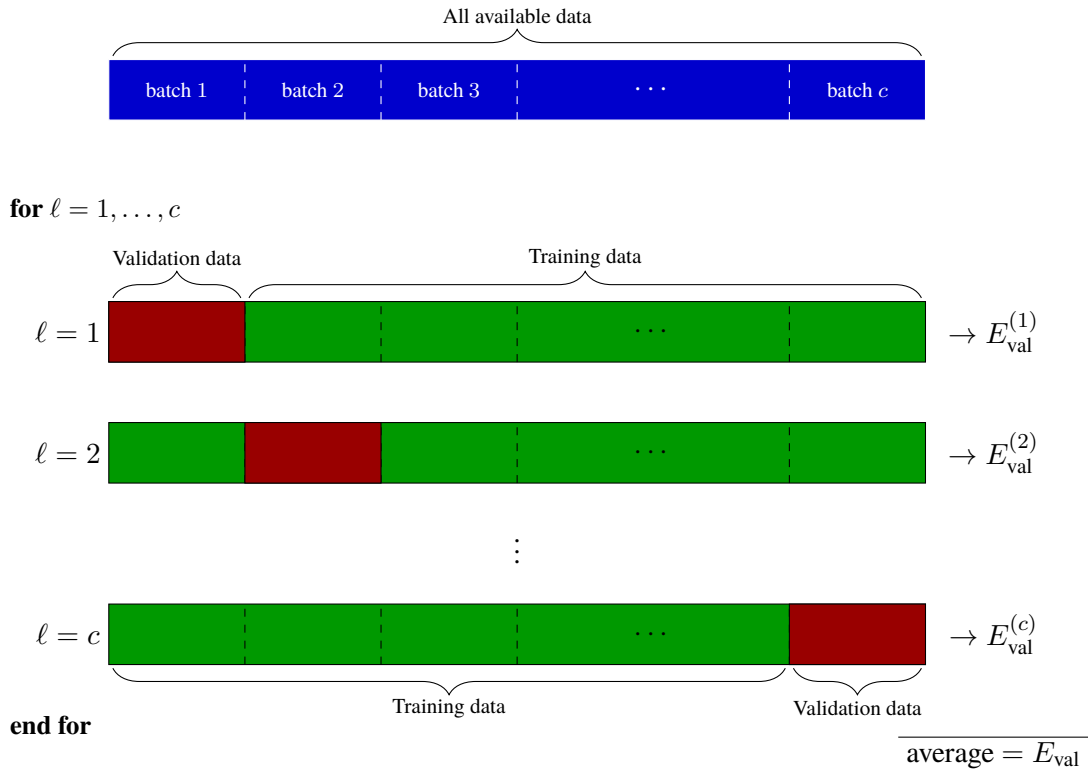 All available data
batch 1 batch 2 batch 3 ··· batch c
for ℓ = 1, . . . , c
Validation data Training data
ℓ = 1 ··· → E_val^(1)
ℓ = 2 ··· → E_val^(2)
⋮
ℓ = c ··· → E_val^(c)
Training data Validation data
end for
average = E_val